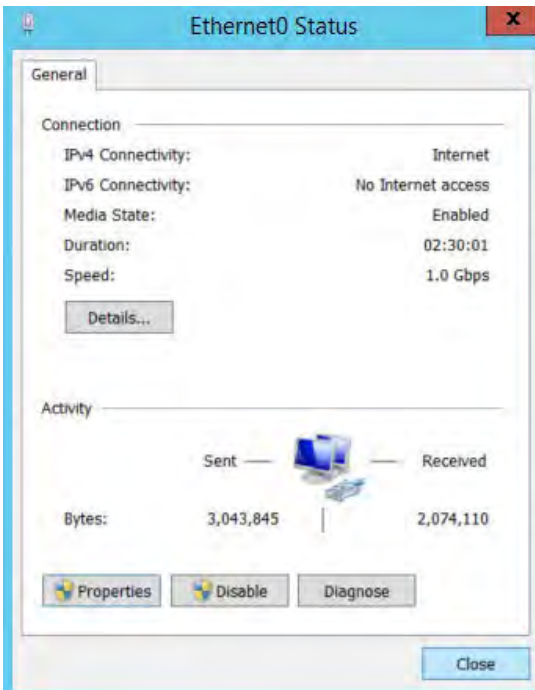 Ethernet0 Status
x
General
Connection
IPv4 Connectivity: Internet
IPv6 Connectivity: No Internet access
Media State: Enabled
Duration: 02:30:01
Speed: 1.0 Gbps
Details...
Activity
Sent Received
Bytes: 3,043,845 2,074,110
Properties Disable Diagnose
Close